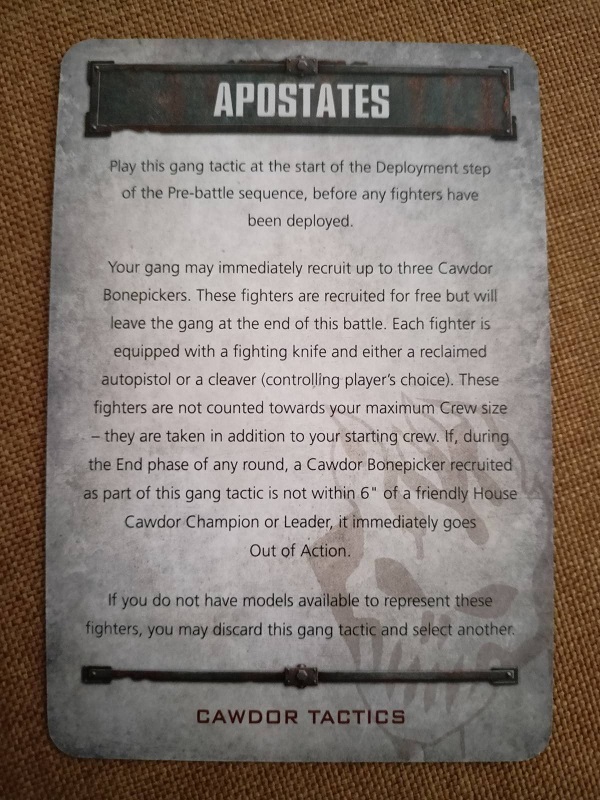 APOSTATES
Play this gang tactic at the start of the Deployment step
of the Pre-battle sequence, before any fighters have
been deployed.
Your gang may immediately recruit up to three Cawdor
Bonepickers. These fighters are recruited for free but will
leave the gang at the end of this battle. Each fighter is
equipped with a fighting knife and either a reclaimed
autopistol or a cleaver (controlling player's choice). These
fighters are not counted towards your maximum Crew size
– they are taken in addition to your starting crew. If, during
the End phase of any round, a Cawdor Bonepicker recruited
as part of this gang tactic is not within 6" of a friendly House
Cawdor Champion or Leader, it immediately goes
Out of Action.
If you do not have models available to represent these
fighters, you may discard this gang tactic and select another.
CAWDOR TACTICS